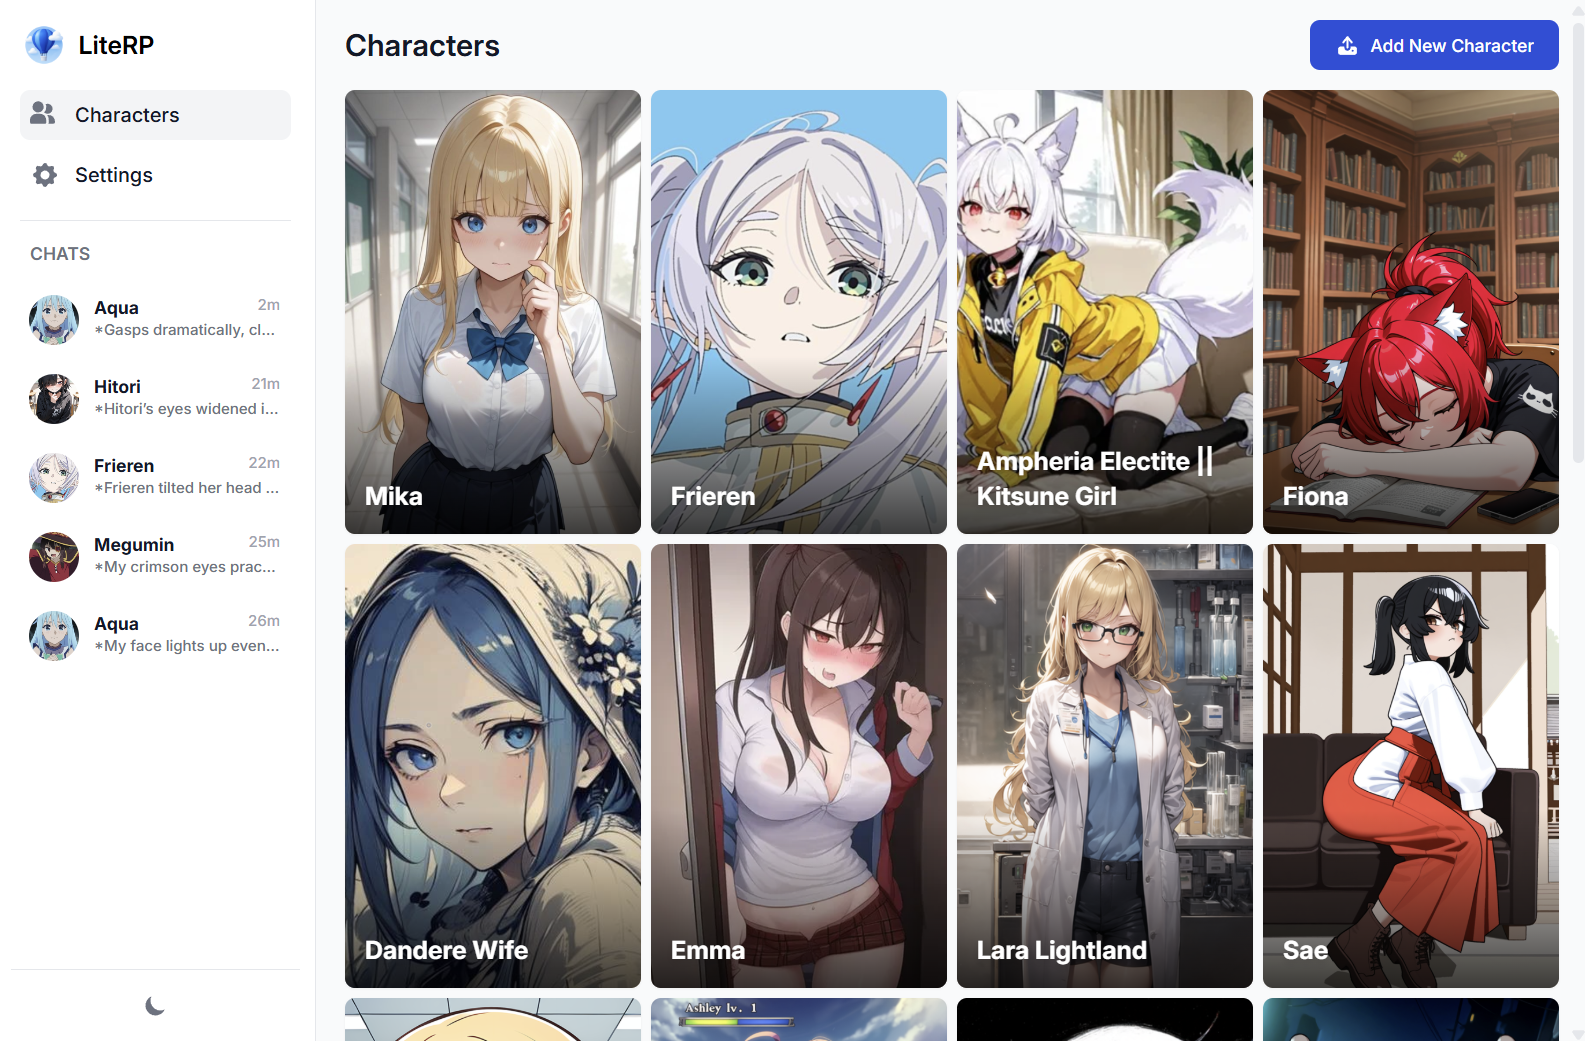 LiteRP
Characters
Settings
CHATS
Aqua
2m
*Gasps dramatically, cl...
Hitori
21m
*Hitori's eyes widened i...
Frieren
22m
*Frieren tilted her head ...
Megumin
25m
*My crimson eyes prac...
Aqua
26m
*My face lights up even...
Characters
Add New Character
Mika
Frieren
Ampheria Electite ||
Kitsune Girl
Fiona
Dandere Wife
Emma
Lara Lightland
Sae
Ashley lv. 1